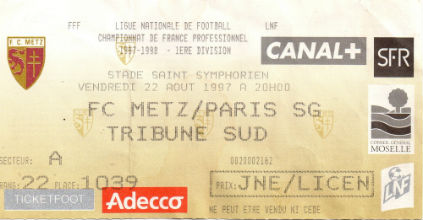 FFF LIGUE NATIONALE DE FOOTBALL LNF
CHAMPIONNAT DE FRANCE PROFESSIONNEL
1997-1998 - 1ERE DIVISION
F C METZ
CANAL+
SFR
STADE SAINT SYMPHORIEN
VENDREDI 22 AOUT 1997 A 20H00
FC METZ/PARIS SG
TRIBUNE SUD
CONSEIL GÉNÉRAL
MOSELLE
SECTEUR: A 0020002162
RANG: 22 PLACE: 1039 PRIX: JNE/LICEN
LNF
TICKETFOOT
Adecco
NE PEUT ETRE VENDU NI CEDE